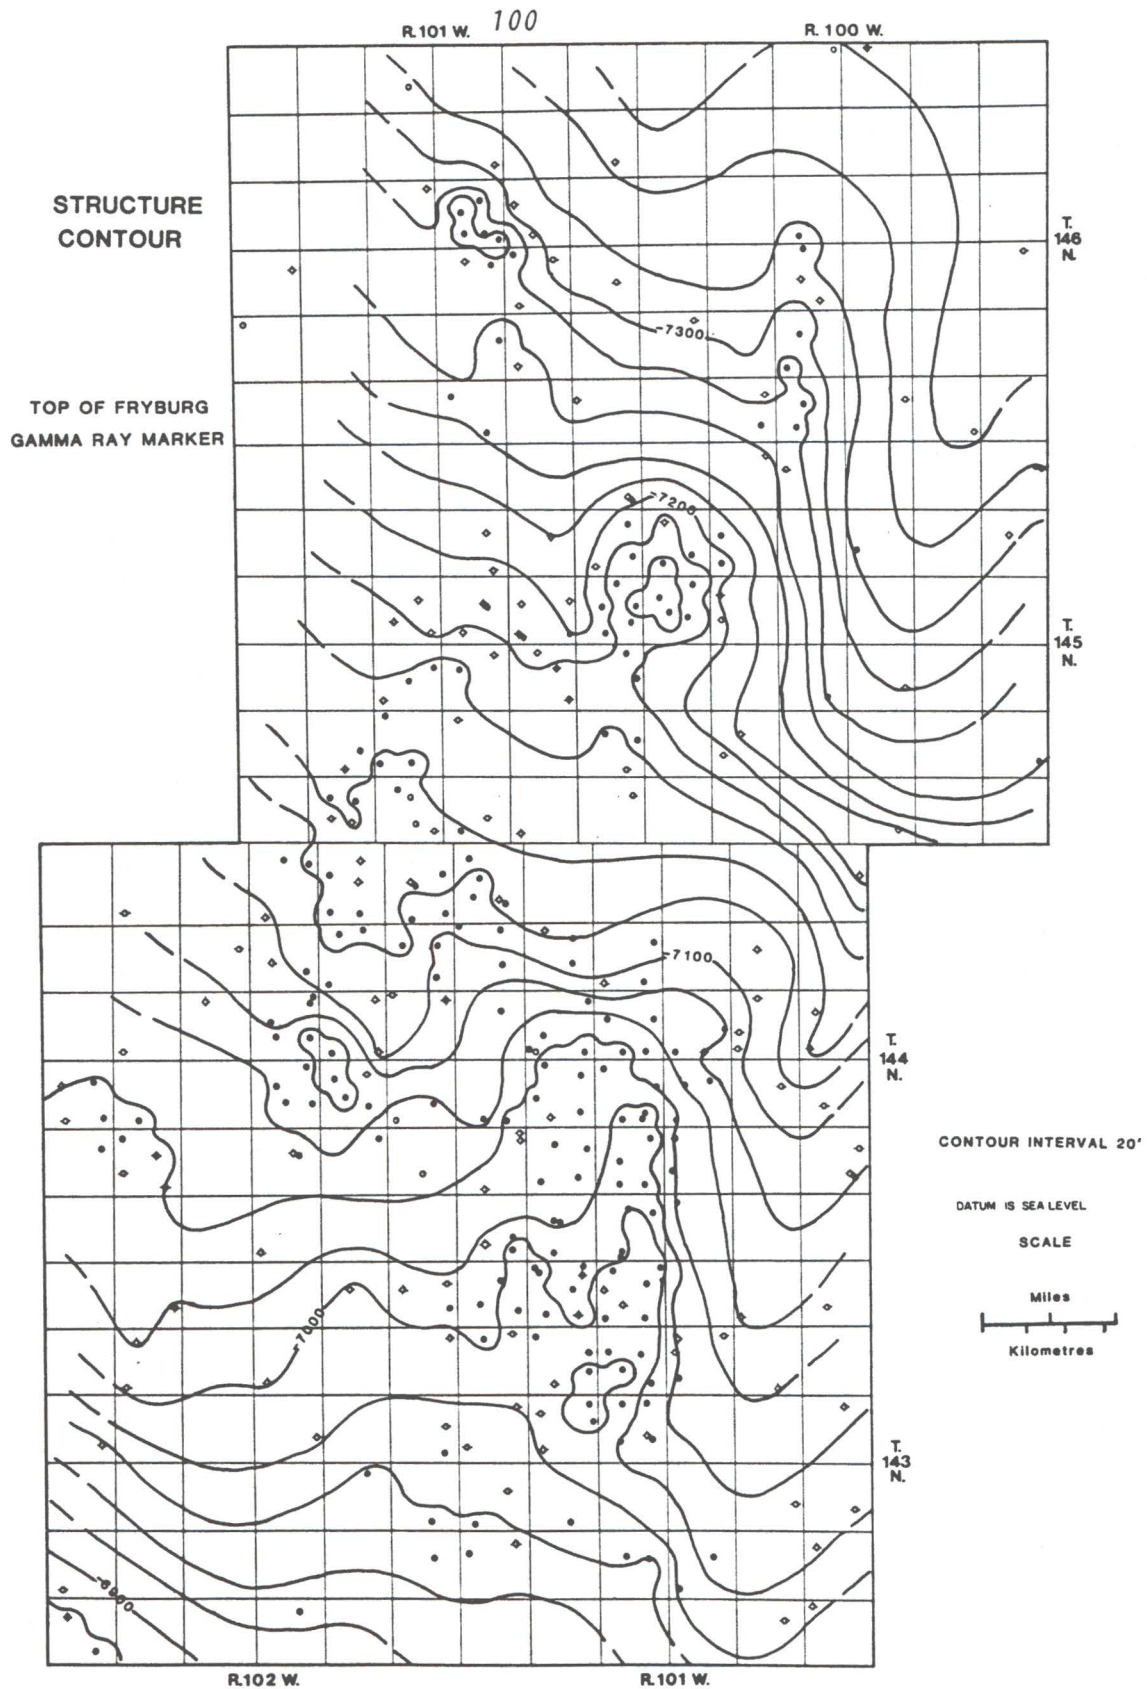 100
R.101 W.
R. 100 W.
STRUCTURE
CONTOUR
T.
146
N.
-7300
TOP OF FRYBURG
GAMMA RAY MARKER
-7200
T.
145
N.
-7100
T.
144
N.
CONTOUR INTERVAL 20'
DATUM IS SEA LEVEL
SCALE
Miles
Kilometres
-7000
T.
143
N.
R.102 W.
R.101 W.